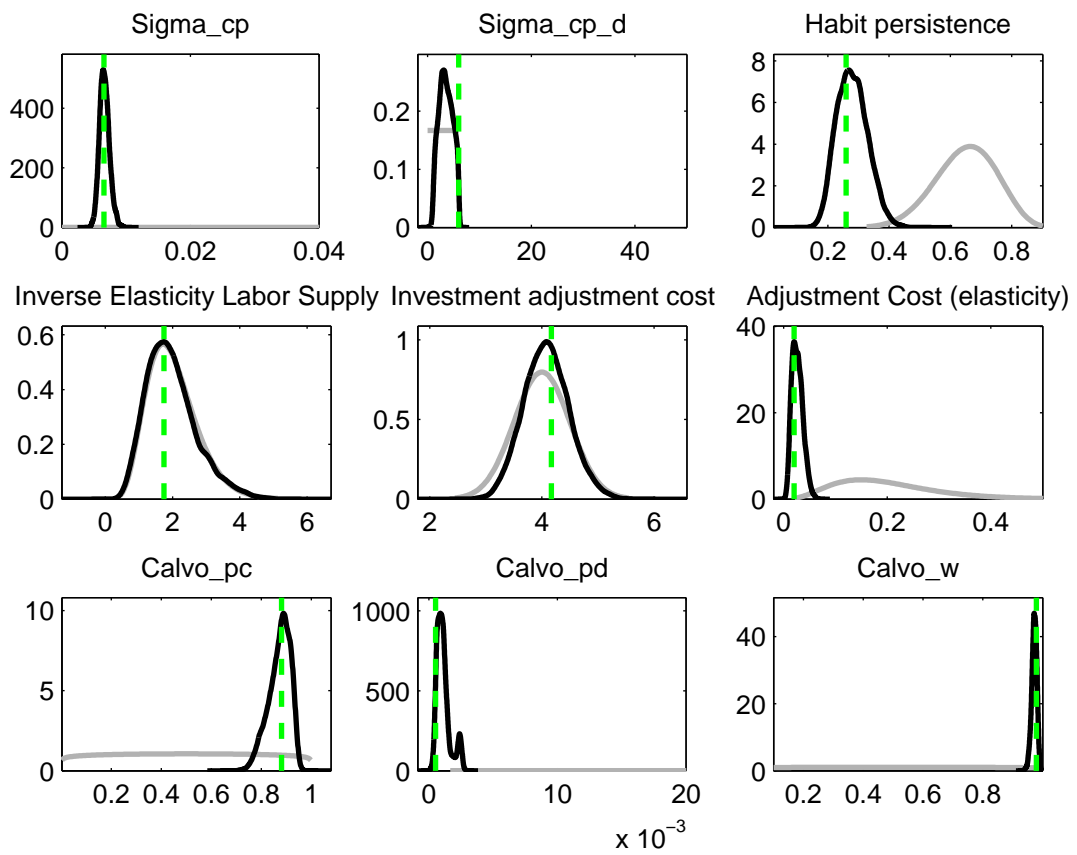 Sigma_cp Sigma_cp_d Habit persistence
400
200
0
0 0.02 0.04
0.2
0.1
0
0 20 40
8
6
4
2
0
0.2 0.4 0.6 0.8
Inverse Elasticity Labor Supply Investment adjustment cost Adjustment Cost (elasticity)
0.6
0.4
0.2
0
0 2 4 6
1
0.5
0
2 4 6
40
20
0
0 0.2 0.4
Calvo_pc Calvo_pd Calvo_w
10
5
0
0.2 0.4 0.6 0.8 1
1000
500
0
0 10 20
x 10⁻³
40
20
0
0.2 0.4 0.6 0.8